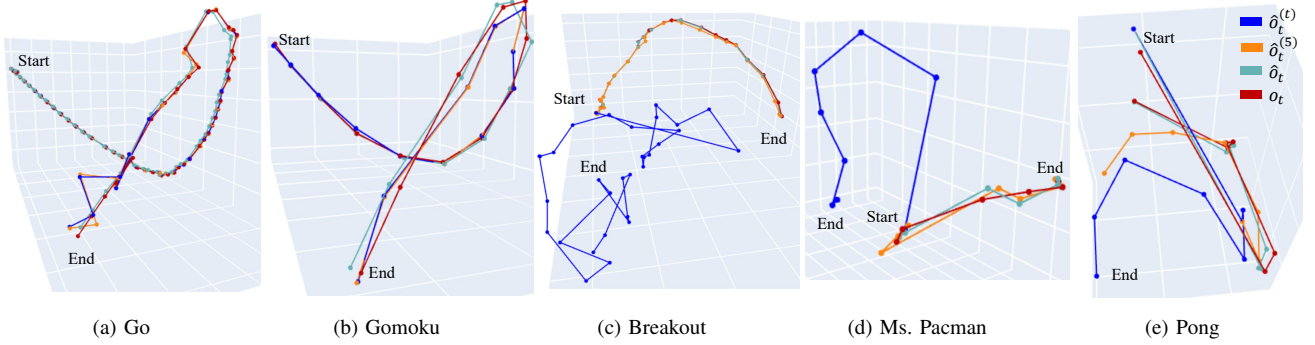 Start
End
Start
End
Start
End
End
Start
End
End
Start
End
ô_t^(t)
ô_t^(5)
ô_t
o_t
(a) Go
(b) Gomoku
(c) Breakout
(d) Ms. Pacman
(e) Pong